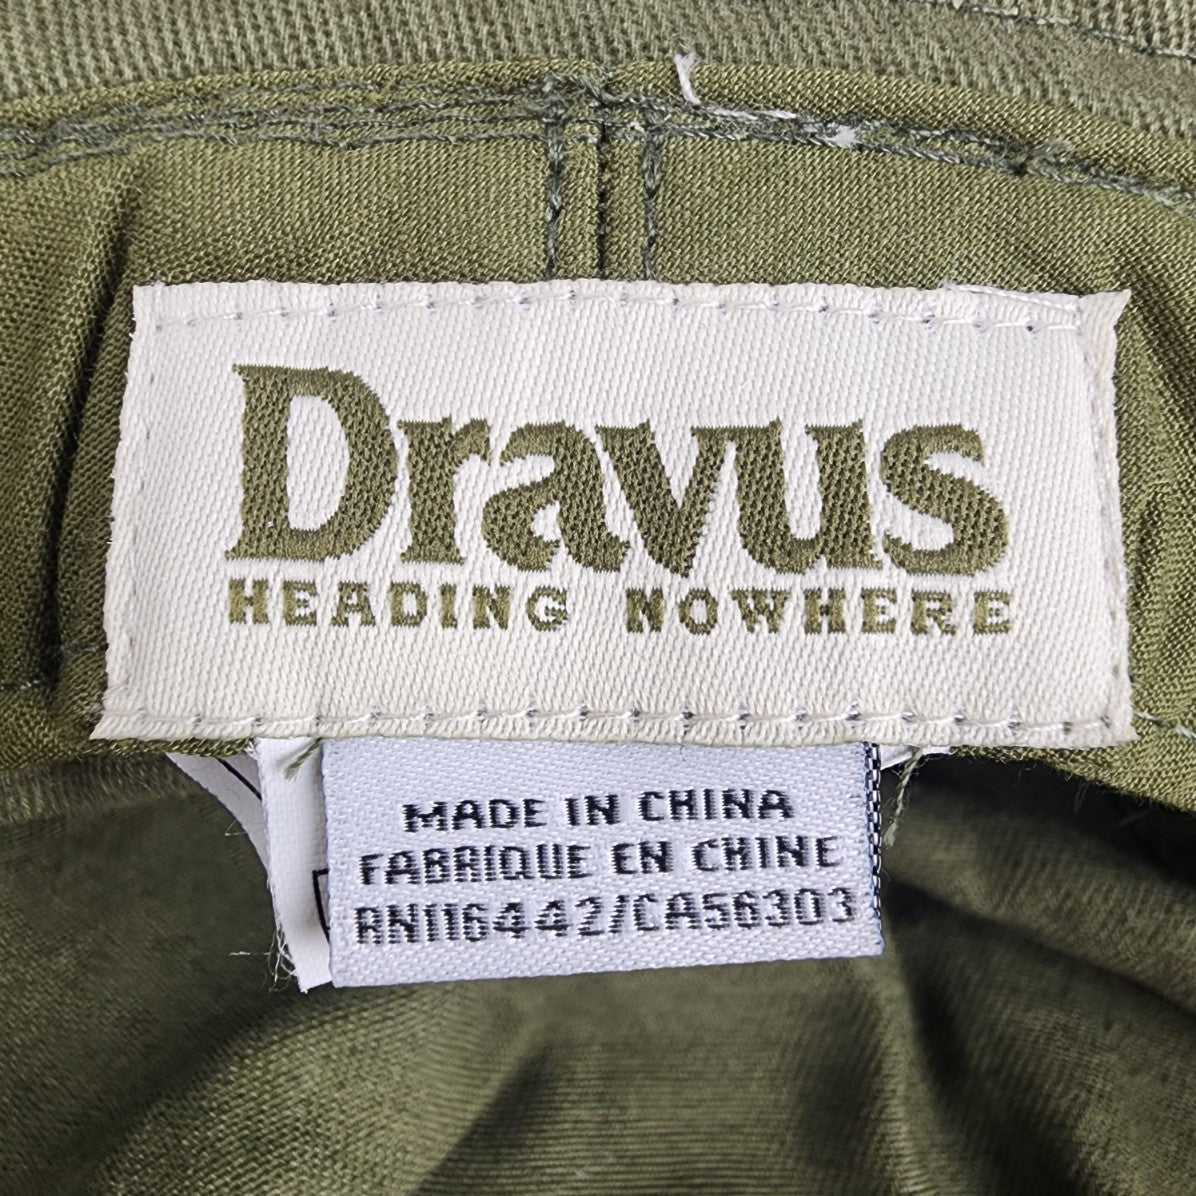 Dravus
HEADING NOWHERE
MADE IN CHINA
FABRIQUE EN CHINE
RN116442/CA56303